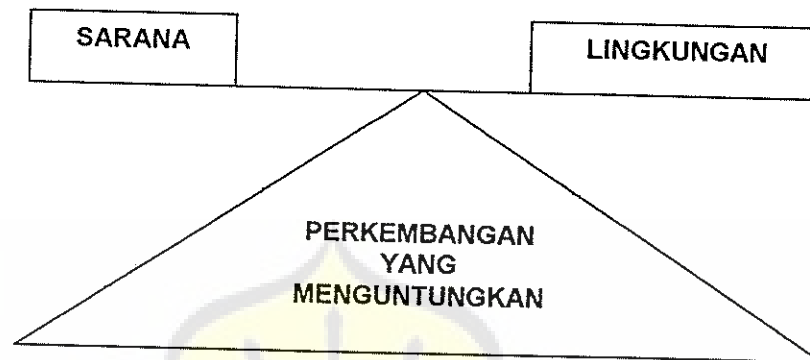 SARANA
LINGKUNGAN
PERKEMBANGAN
YANG
MENGUNTUNGKAN